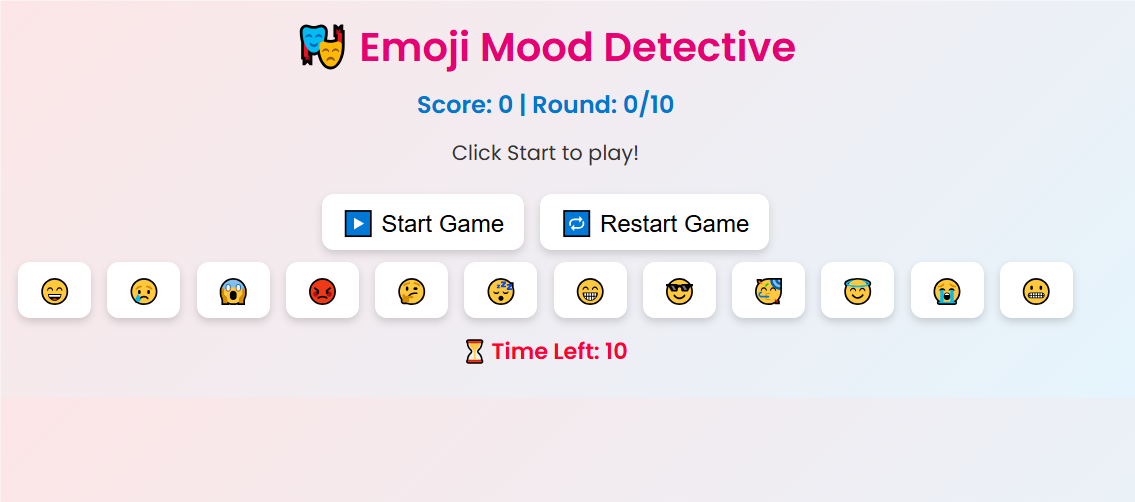 Emoji Mood Detective
Score: 0 | Round: 0/10
Click Start to play!
Start Game Restart Game
Time Left: 10